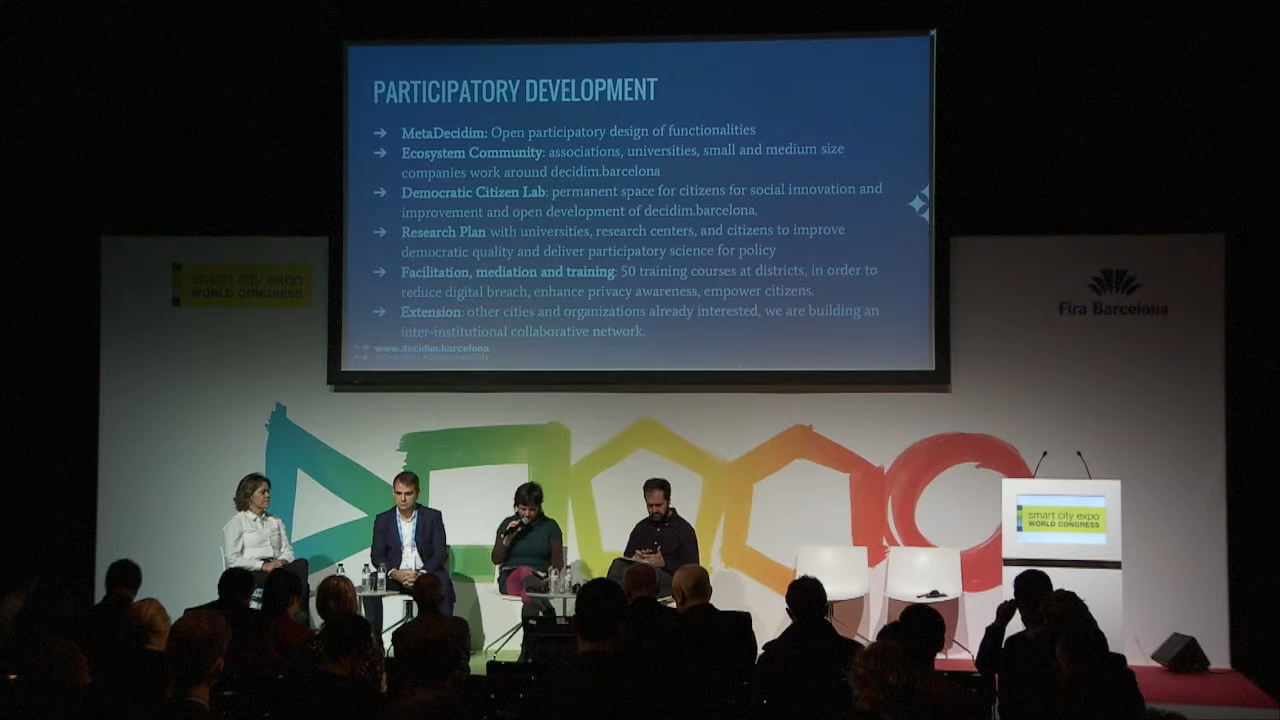 PARTICIPATORY DEVELOPMENT
→ MetaDecidim: Open participatory design of functionalities
→ Ecosystem Community: associations, universities, small and medium size
companies work around decidim.barcelona
→ Democratic Citizen Lab: permanent space for citizens for social innovation and
improvement and open development of decidim.barcelona.
→ Research Plan with universities, research centers, and citizens to improve
democratic quality and deliver participatory science for policy
→ Facilitation, mediation and training: 50 training courses at districts, in order to
reduce digital breach, enhance privacy awareness, empower citizens.
→ Extension: other cities and organizations already interested, we are building an
inter-institutional collaborative network.
www.decidim.barcelona
smart city expo
WORLD CONGRESS
Fira Barcelona
smart city expo
WORLD CONGRESS